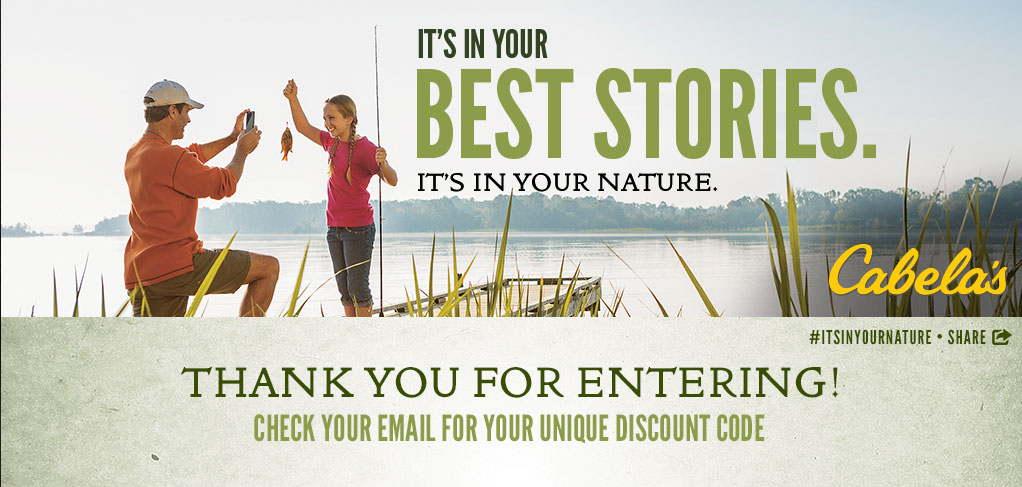 IT'S IN YOUR
BEST STORIES.
IT'S IN YOUR NATURE.
Cabela's
#ITSINYOURNATURE • SHARE
THANK YOU FOR ENTERING!
CHECK YOUR EMAIL FOR YOUR UNIQUE DISCOUNT CODE